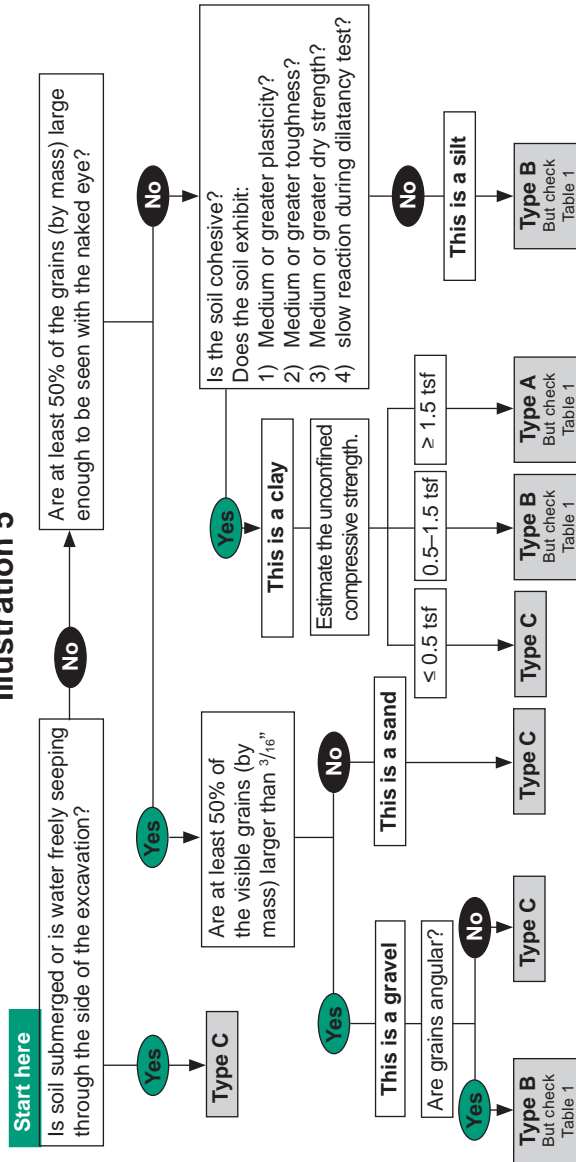 Illustration 5
Start here
Is soil submerged or is water freely seeping
through the side of the excavation?
Yes
Type C
No
Are at least 50% of the grains (by mass) large
enough to be seen with the naked eye?
Yes
Are at least 50% of
the visible grains (by
mass) larger than 3/16”
Yes
This is a gravel
Are grains angular?
Yes
Type B
But check
Table 1
No
Type C
No
This is a sand
Type C
No
Is the soil cohesive?
Does the soil exhibit:
1) Medium or greater plasticity?
2) Medium or greater toughness?
3) Medium or greater dry strength?
4) slow reaction during dilatancy test?
Yes
This is a clay
Estimate the unconfined
compressive strength.
≤ 0.5 tsf
Type C
0.5–1.5 tsf
Type B
But check
Table 1
≥ 1.5 tsf
Type A
But check
Table 1
No
This is a silt
Type B
But check
Table 1